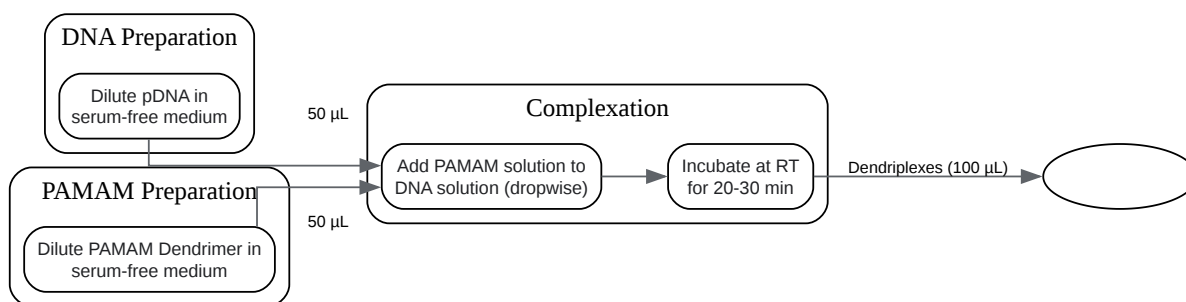 DNA Preparation
Dilute pDNA in
serum-free medium
50 µL
PAMAM Preparation
Dilute PAMAM Dendrimer in
serum-free medium
50 µL
Complexation
Add PAMAM solution to
DNA solution (dropwise)
Incubate at RT
for 20-30 min
Dendriplexes (100 µL)